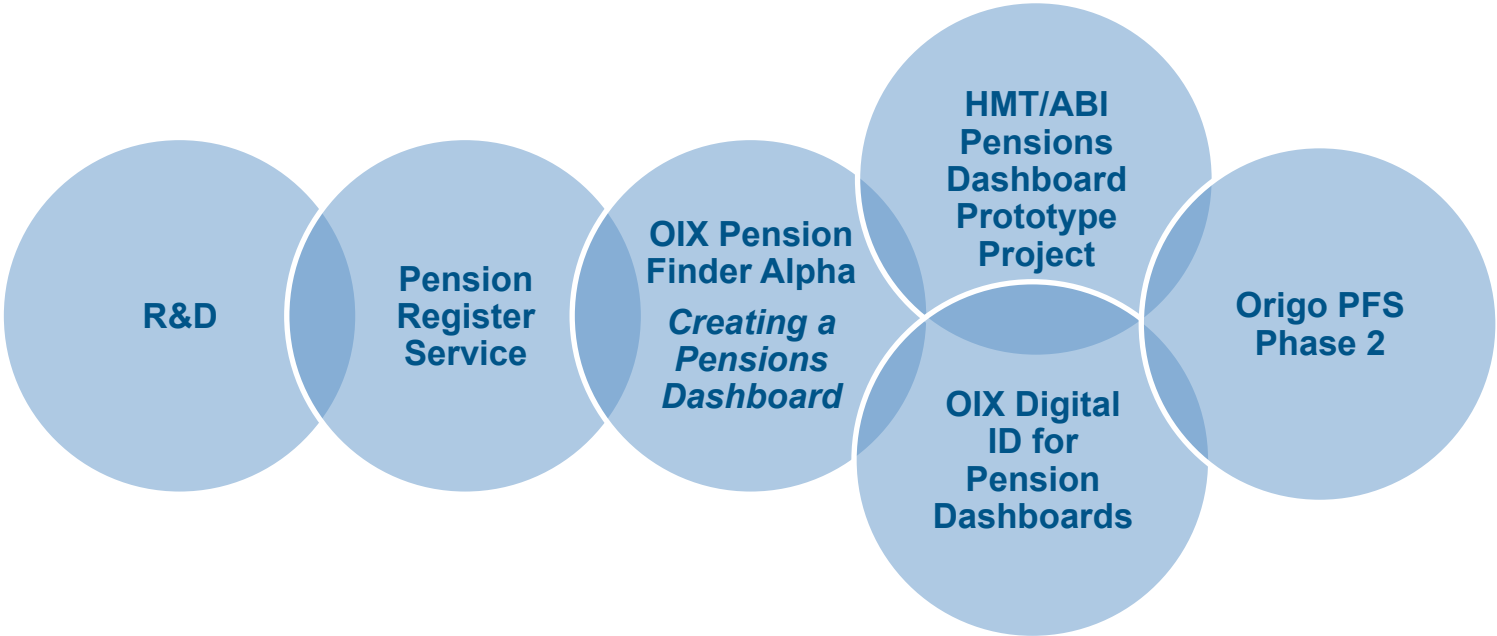 R&D
Pension
Register
Service
OIX Pension
Finder Alpha
Creating a
Pensions
Dashboard
HMT/ABI
Pensions
Dashboard
Prototype
Project
OIX Digital
ID for
Pension
Dashboards
Origo PFS
Phase 2